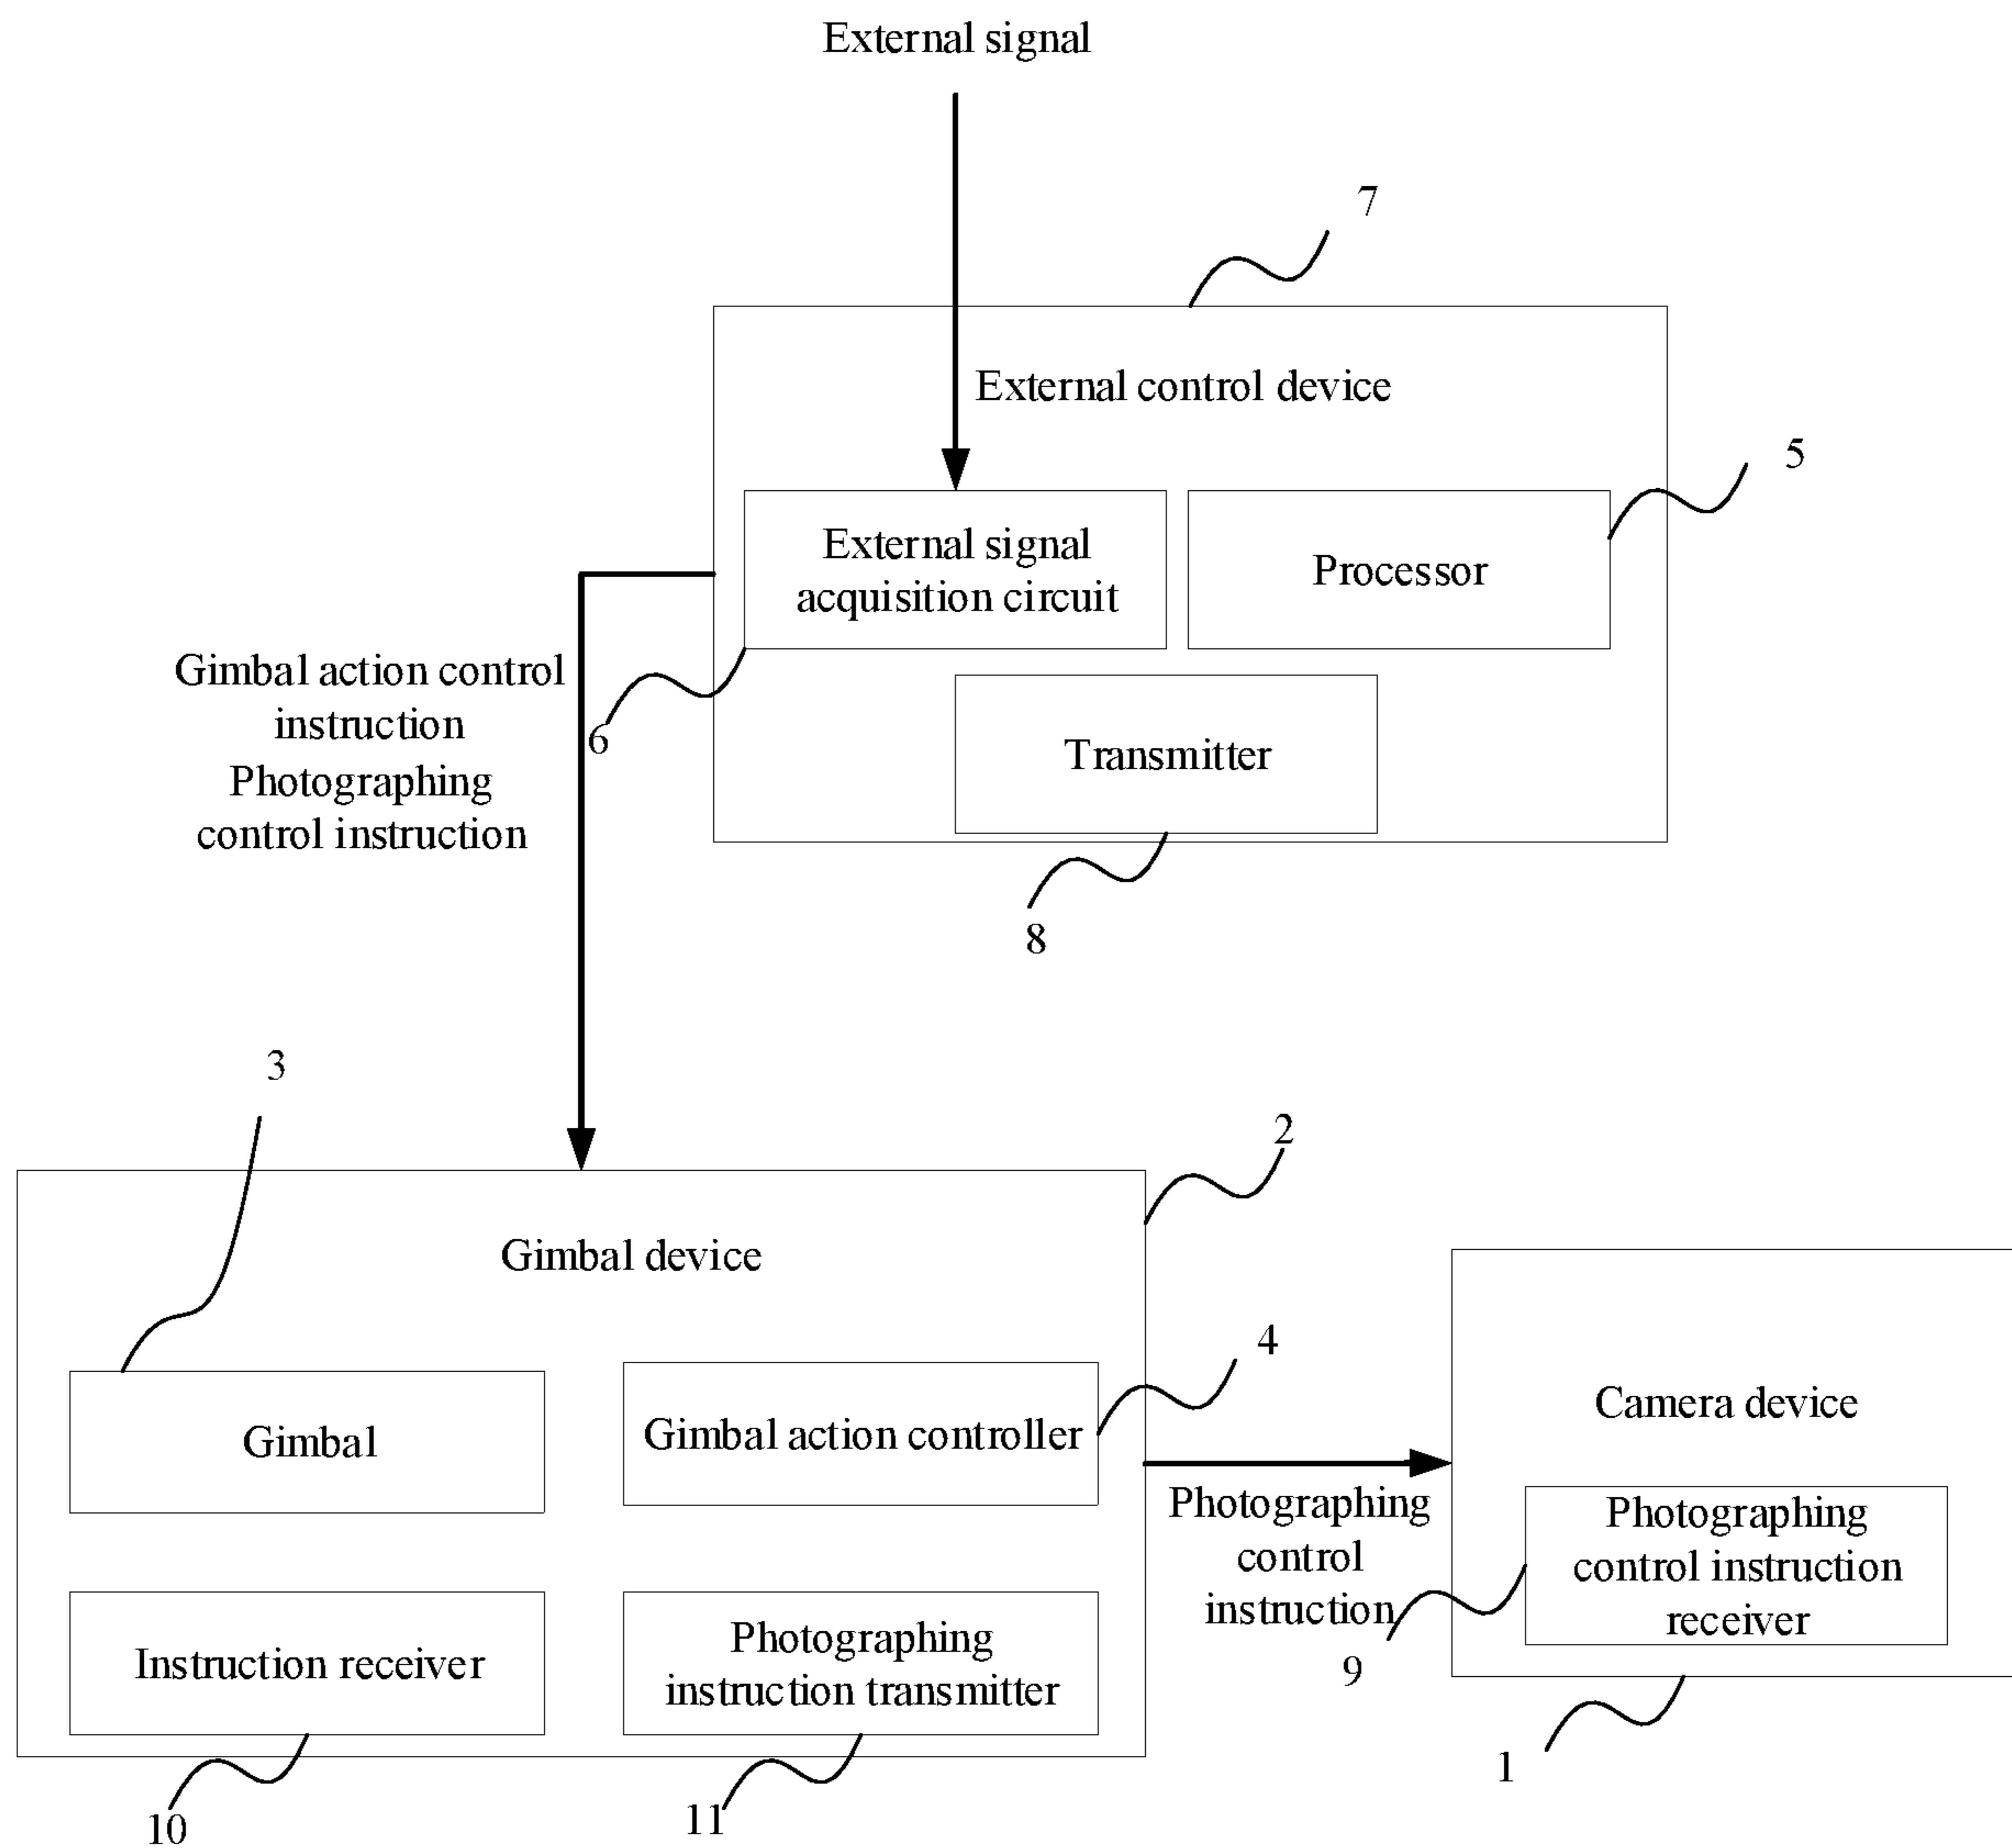 External signal
7
External control device
5
External signal
acquisition circuit
Processor
Gimbal action control
instruction
Photographing
control instruction
6
Transmitter
8
3
2
Gimbal device
4
Gimbal
Gimbal action controller
Camera device
Photographing
control
instruction
Photographing
control instruction
receiver
Instruction receiver
Photographing
instruction transmitter
9
1
10
11